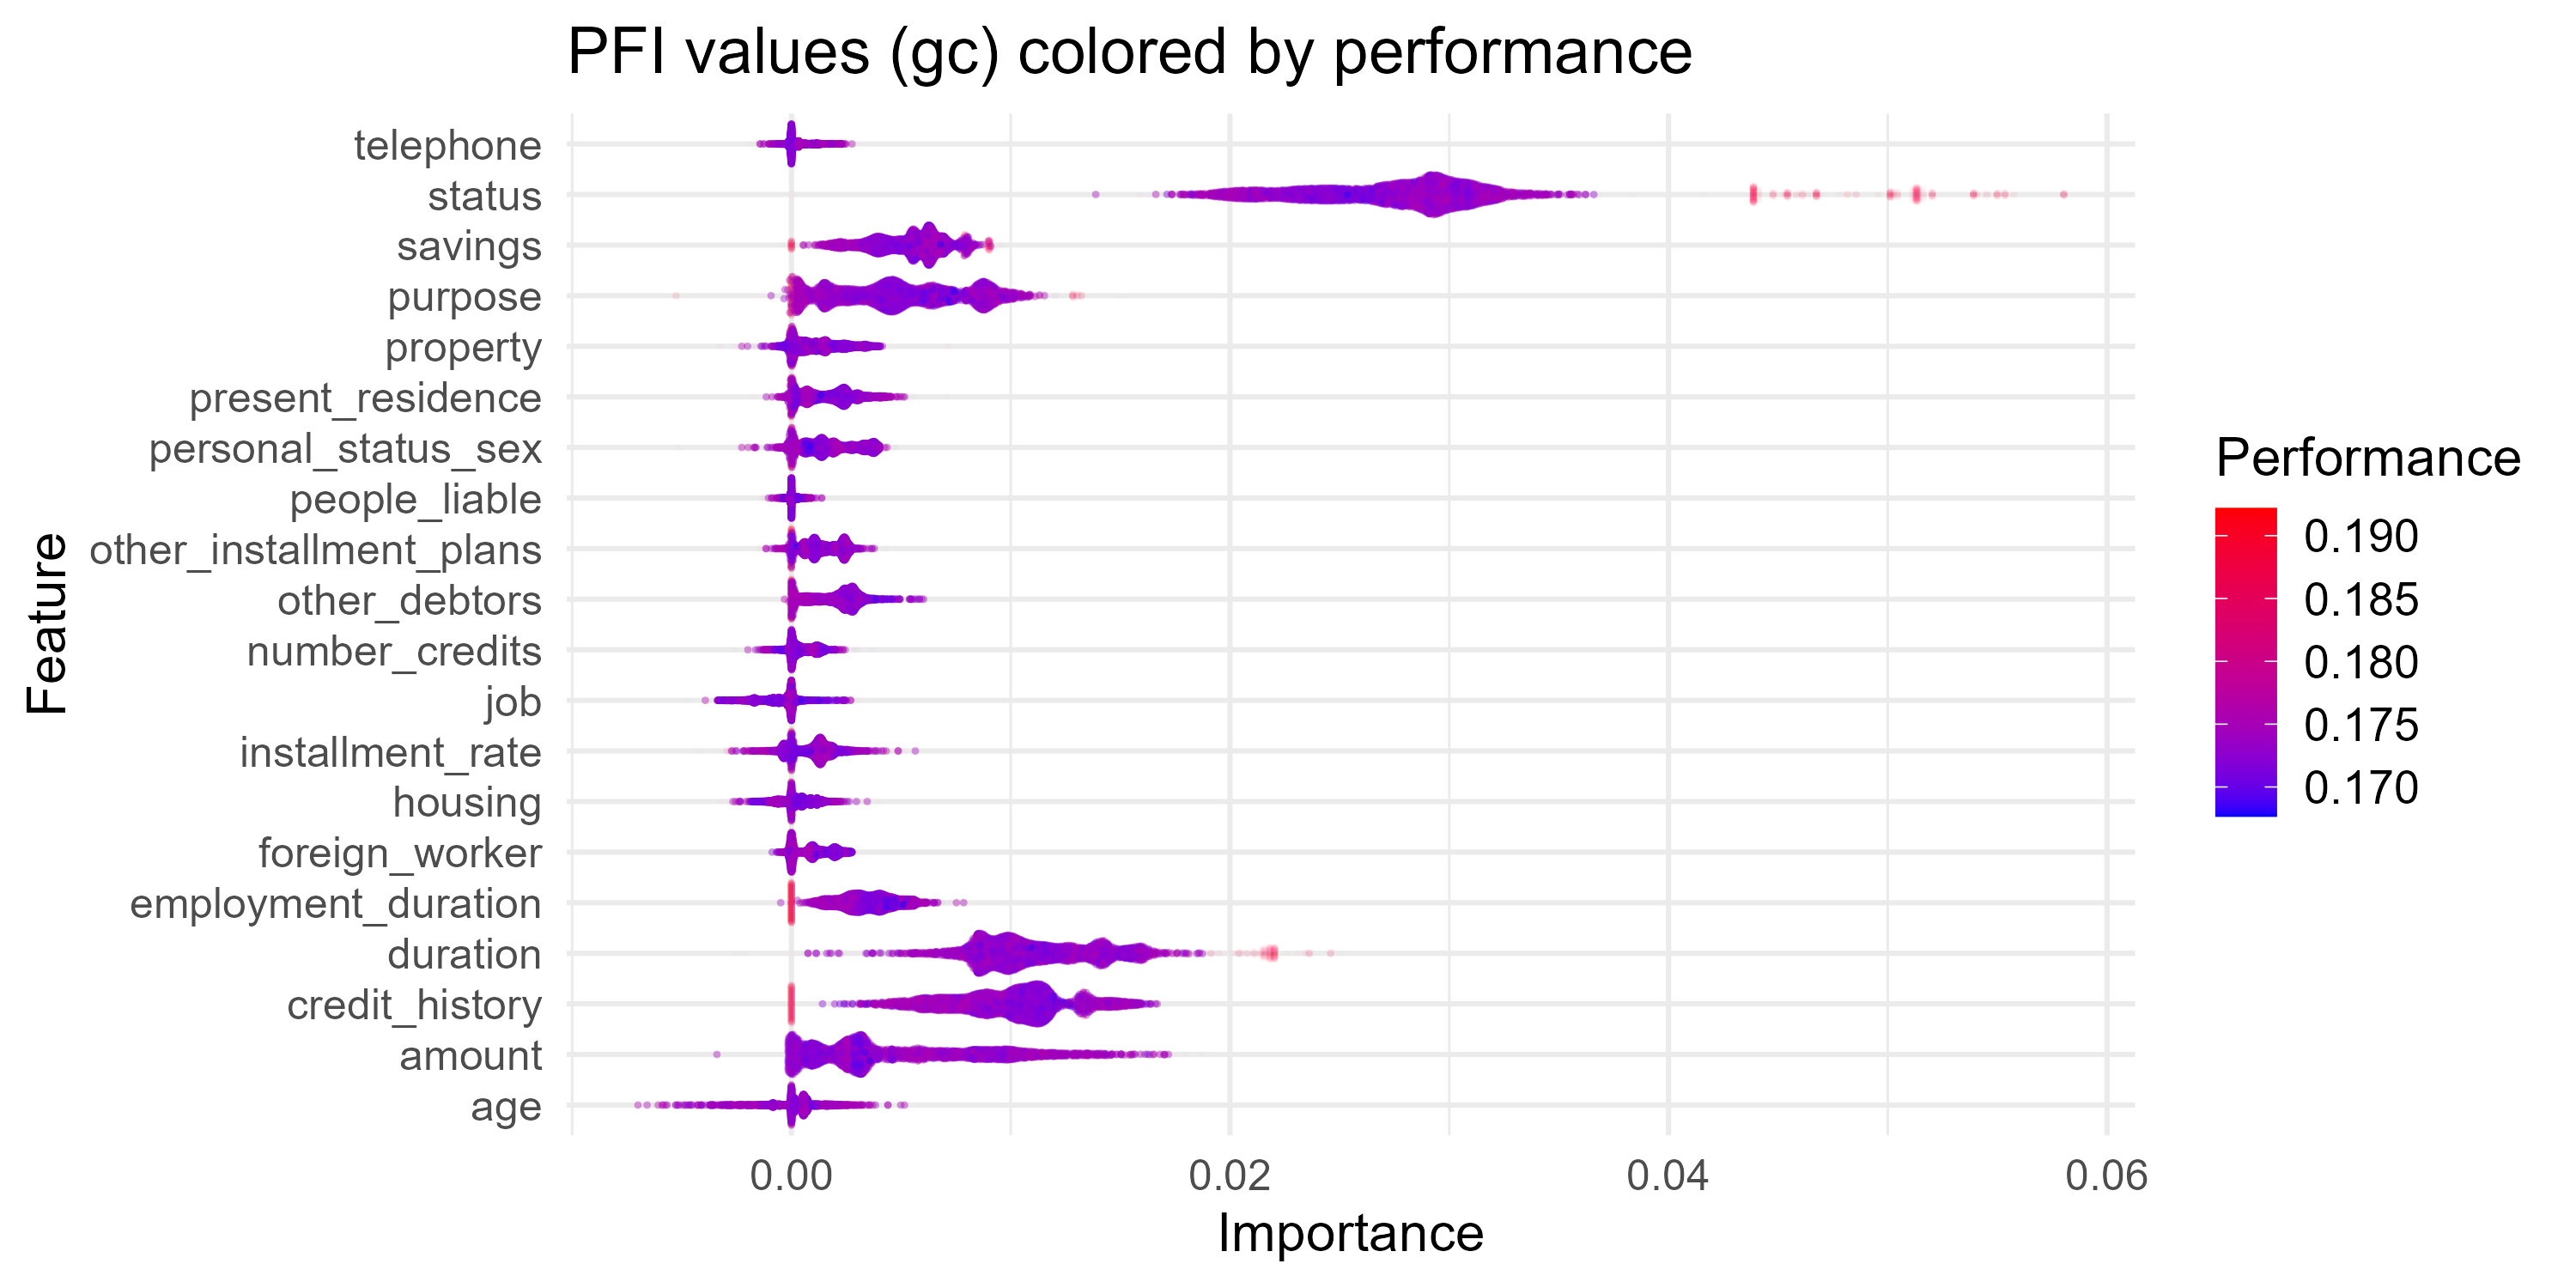 PFI values (gc) colored by performance
Feature
telephone
status
savings
purpose
property
present_residence
personal_status_sex
people_liable
other_installment_plans
other_debtors
number_credits
job
installment_rate
housing
foreign_worker
employment_duration
duration
credit_history
amount
age
0.00 0.02 0.04 0.06
Importance
Performance
0.190
0.185
0.180
0.175
0.170